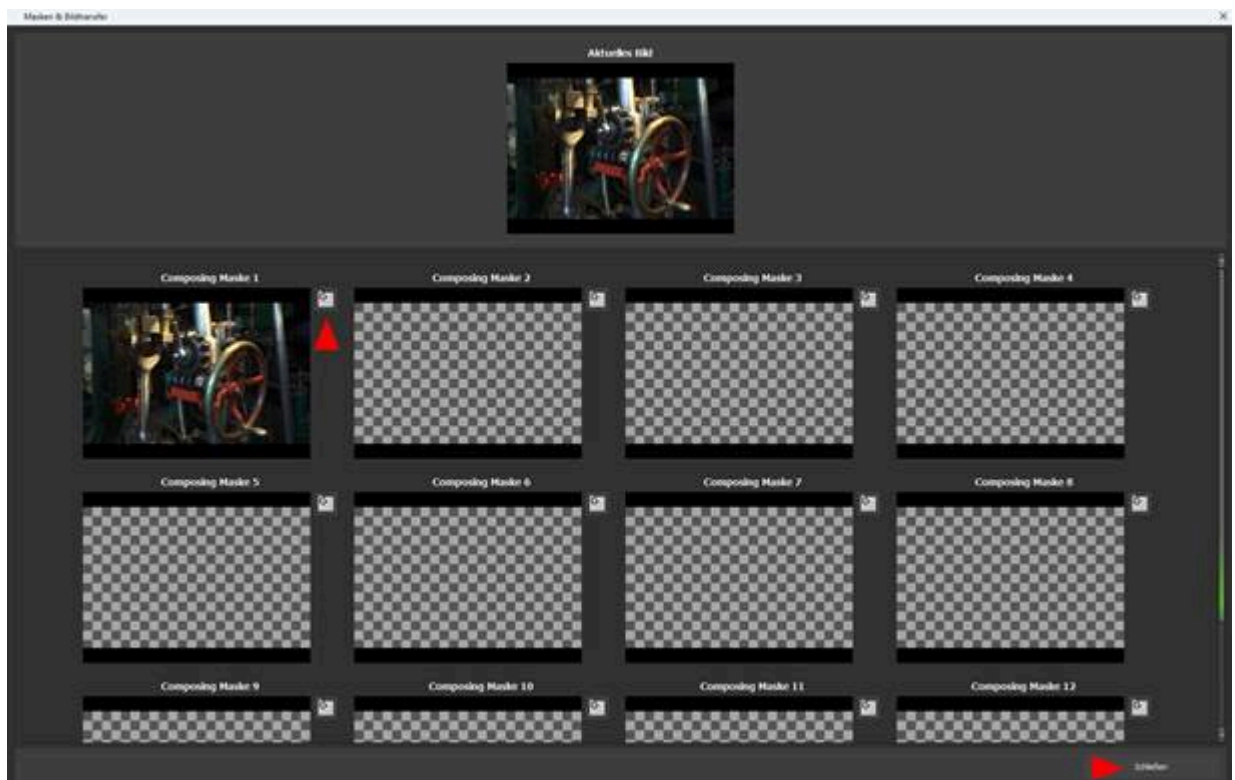 Masken & Bildtransfer
Aktuelles Bild
Composing Maske 1
Composing Maske 2
Composing Maske 3
Composing Maske 4
Composing Maske 5
Composing Maske 6
Composing Maske 7
Composing Maske 8
Composing Maske 9
Composing Maske 10
Composing Maske 11
Composing Maske 12
Schließen